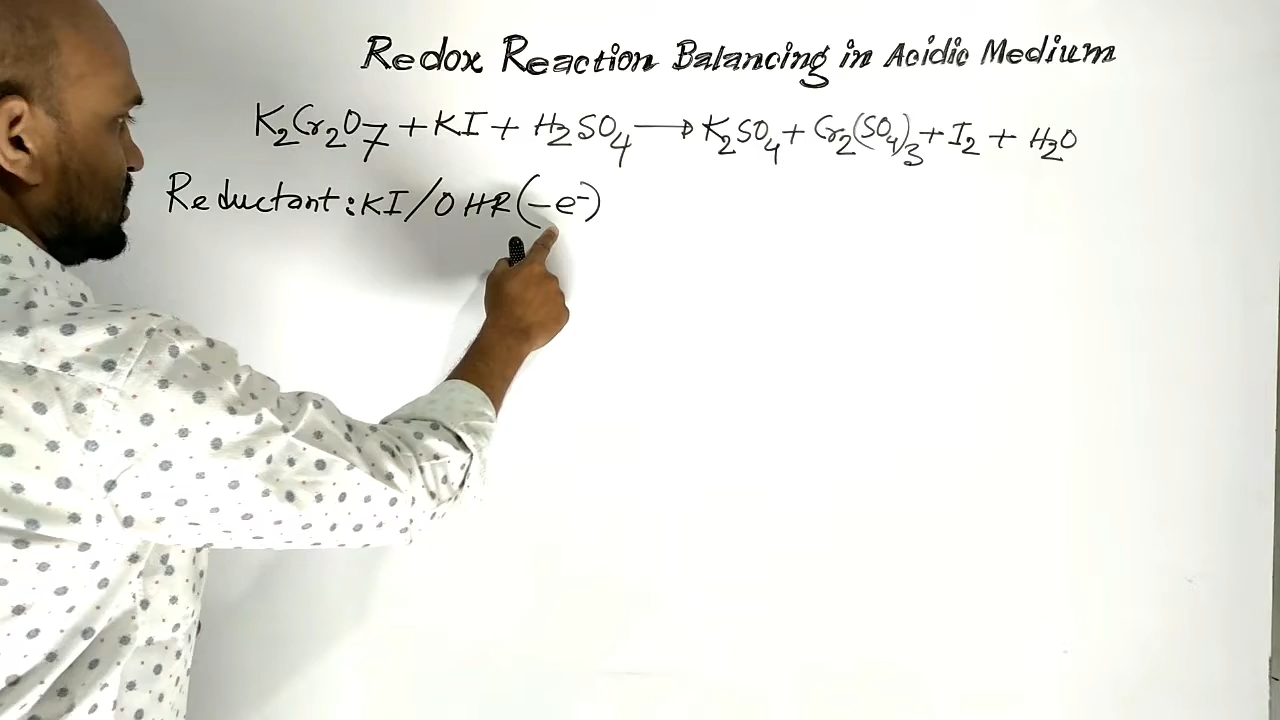 Redox Reaction Balancing in Acidic Medium
K₂Cr₂O₇ + KI + H₂SO₄ → K₂SO₄ + Cr₂(SO₄)₃ + I₂ + H₂O
Reductant: KI/OHR(-e⁻)